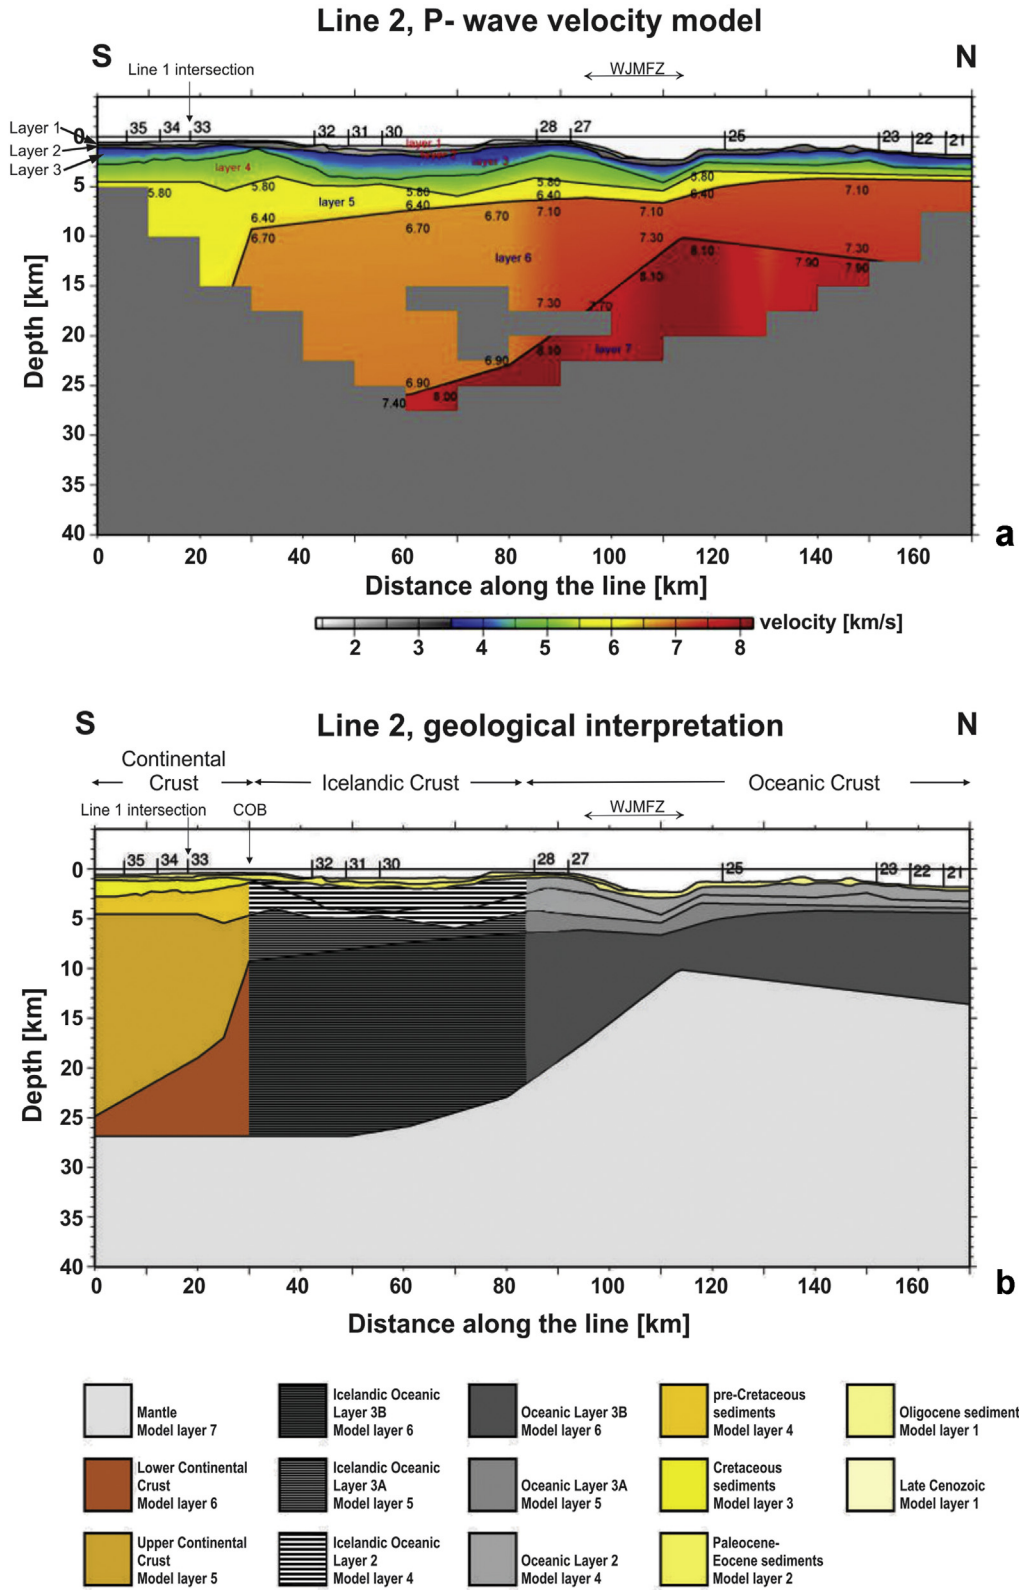 Line 2, P- wave velocity model
S
N
Line 1 intersection
WJMFZ
Layer 1
Layer 2
Layer 3
35 34 33 32 31 30 28 27 25 23 22 21
layer 1
layer 3
layer 4
5.80 5.80 5.80 5.80 5.80
layer 5
6.40 6.40 6.40 6.40
6.70 6.70 6.70 7.10 7.10 7.10
layer 6
7.30 7.30 7.30
8.10 8.10 7.90 7.90
7.70
8.10
layer 7
6.90
6.90
7.40 8.00
0
5
10
15
20
25
30
35
40
Depth [km]
0 20 40 60 80 100 120 140 160
Distance along the line [km]
a
velocity [km/s]
2 3 4 5 6 7 8
S
Line 2, geological interpretation
N
Continental
Crust
Icelandic Crust
Oceanic Crust
Line 1 intersection
COB
WJMFZ
35 34 33 32 31 30 28 27 25 23 22 21
0
5
10
15
20
25
30
35
40
Depth [km]
0 20 40 60 80 100 120 140 160
Distance along the line [km]
b
Mantle
Model layer 7
Icelandic Oceanic
Layer 3B
Model layer 6
Oceanic Layer 3B
Model layer 6
pre-Cretaceous
sediments
Model layer 4
Oligocene sediment
Model layer 1
Lower Continental
Crust
Model layer 6
Icelandic Oceanic
Layer 3A
Model layer 5
Oceanic Layer 3A
Model layer 5
Cretaceous
sediments
Model layer 3
Late Cenozoic
Model layer 1
Upper Continental
Crust
Model layer 5
Icelandic Oceanic
Layer 2
Model layer 4
Oceanic Layer 2
Model layer 4
Paleocene-
Eocene sediments
Model layer 2